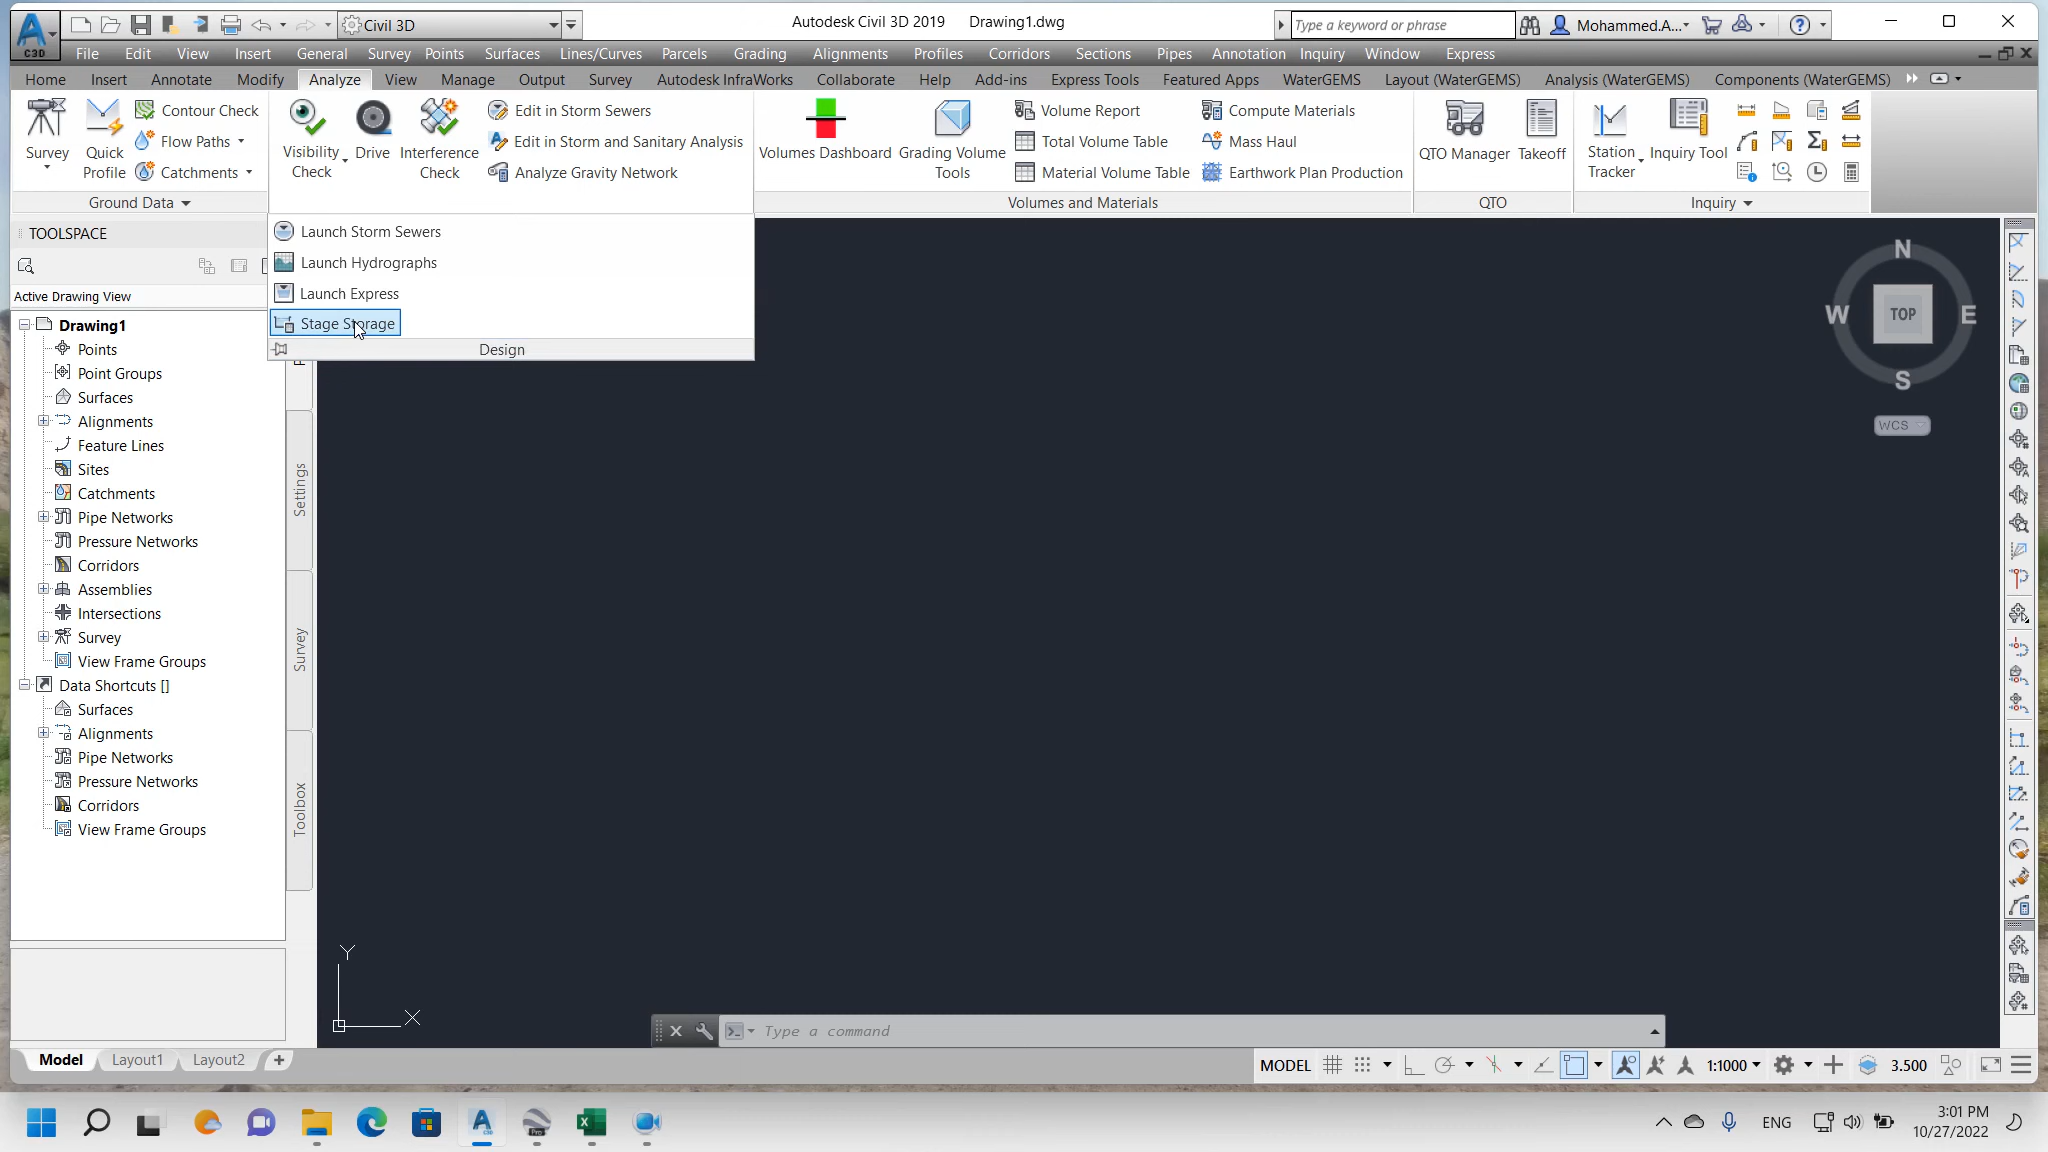 C3D
Civil 3D
Autodesk Civil 3D 2019 Drawing1.dwg
Type a keyword or phrase
Mohammed.A...
File Edit View Insert General Survey Points Surfaces Lines/Curves Parcels Grading Alignments Profiles Corridors Sections Pipes Annotation Inquiry Window Express
Home Insert Annotate Modify Analyze View Manage Output Survey Autodesk InfraWorks Collaborate Help Add-ins Express Tools Featured Apps WaterGEMS Layout (WaterGEMS) Analysis (WaterGEMS) Components (WaterGEMS)
Survey
Quick
Profile
Contour Check
Flow Paths
Catchments
Ground Data
Visibility
Check
Drive
Interference
Check
Edit in Storm Sewers
Edit in Storm and Sanitary Analysis
Analyze Gravity Network
Launch Storm Sewers
Launch Hydrographs
Launch Express
Stage Storage
Design
Volumes Dashboard
Grading Volume
Tools
Volume Report
Total Volume Table
Material Volume Table
Compute Materials
Mass Haul
Earthwork Plan Production
Volumes and Materials
QTO Manager
Takeoff
QTO
Station
Tracker
Inquiry Tool
Inquiry
TOOLSPACE
Active Drawing View
Drawing1
Points
Point Groups
Surfaces
Alignments
Feature Lines
Sites
Catchments
Pipe Networks
Pressure Networks
Corridors
Assemblies
Intersections
Survey
View Frame Groups
Data Shortcuts []
Surfaces
Alignments
Pipe Networks
Pressure Networks
Corridors
View Frame Groups
Settings
Survey
Toolbox
N
W
TOP
E
S
WCS
Y
X
Type a command
Model Layout1 Layout2 +
MODEL
1:1000
3.500
ENG
3:01 PM
10/27/2022